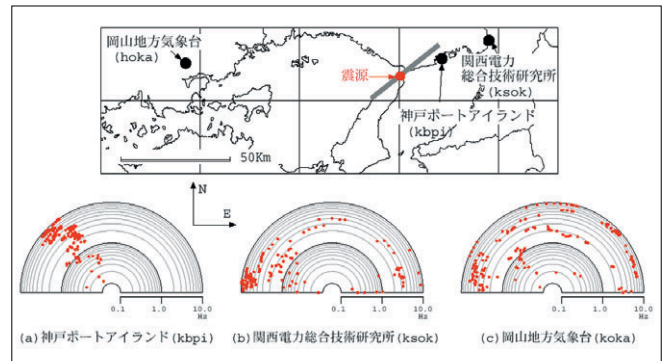 岡山地方気象台
(hoka)
震源
関西電力
総合技術研究所
(ksok)
神戸ポートアイランド
(kbpi)
50Km
N
E
0.1 1.0 10.0
Hz
0.1 1.0 10.0
Hz
0.1 1.0 10.0
Hz
(a)神戸ポートアイランド(kbpi)
(b)関西電力総合技術研究所(ksok)
(c)岡山地方気象台(koka)